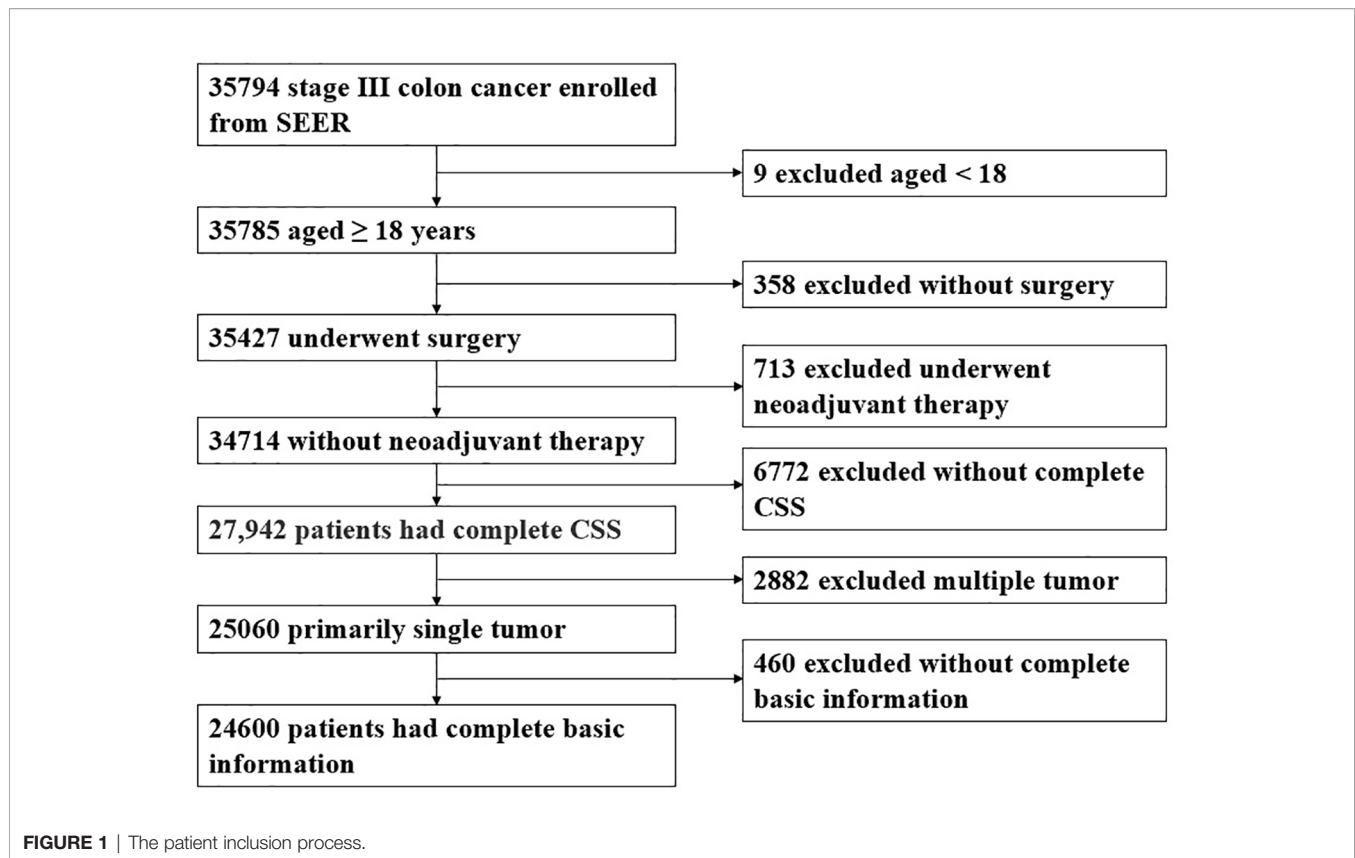 35794 stage III colon cancer enrolled
from SEER
9 excluded aged < 18
35785 aged ≥ 18 years
358 excluded without surgery
35427 underwent surgery
713 excluded underwent
neoadjuvant therapy
34714 without neoadjuvant therapy
6772 excluded without complete
CSS
27,942 patients had complete CSS
2882 excluded multiple tumor
25060 primarily single tumor
460 excluded without complete
basic information
24600 patients had complete basic
information
FIGURE 1 | The patient inclusion process.